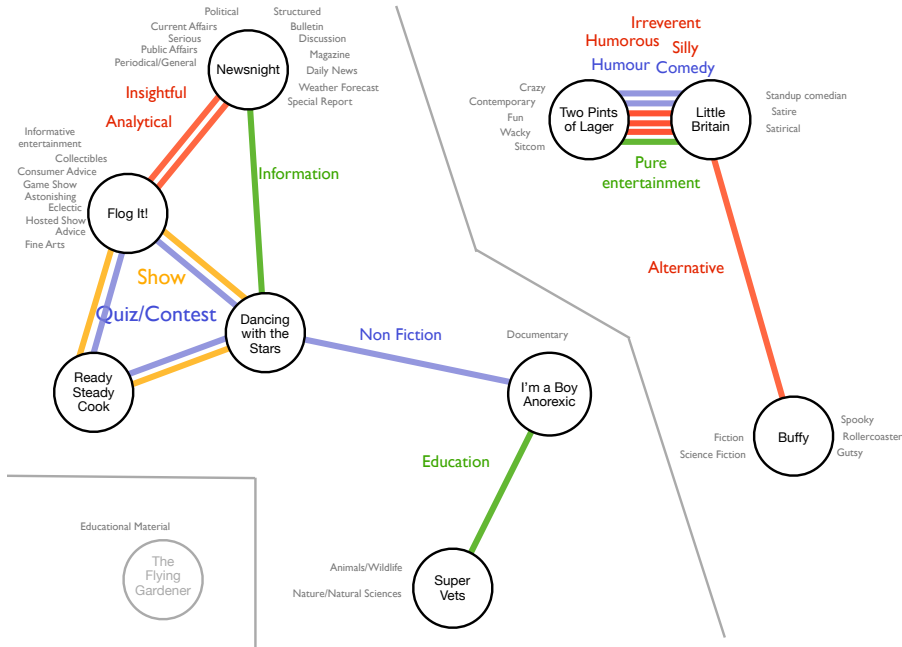 Political
Structured
Current Affairs
Bulletin
Serious
Discussion
Public Affairs
Magazine
Periodical/General
Newsnight
Daily News
Weather Forecast
Special Report
Insightful
Analytical
Information
Informative
entertainment
Collectibles
Consumer Advice
Game Show
Astonishing
Eclectic
Hosted Show
Advice
Fine Arts
Flog It!
Show
Quiz/Contest
Dancing
with the
Stars
Ready
Steady
Cook
Non Fiction
Documentary
I'm a Boy
Anorexic
Education
Animals/Wildlife
Nature/Natural Sciences
Super
Vets
Educational Material
The
Flying
Gardener
Irreverent
Humorous
Silly
Humour
Comedy
Crazy
Contemporary
Fun
Wacky
Sitcom
Two Pints
of Lager
Little
Britain
Standup comedian
Satire
Satirical
Pure
entertainment
Alternative
Fiction
Science Fiction
Buffy
Spooky
Rollercoaster
Gutsy